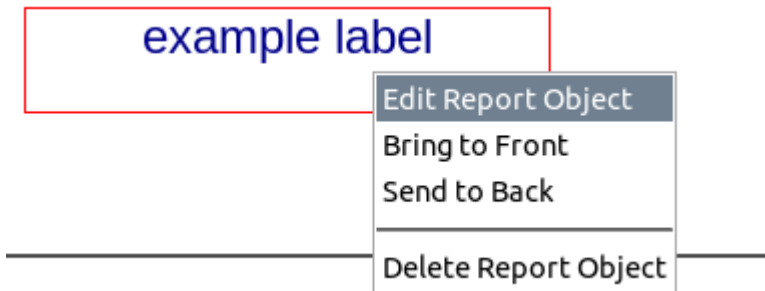 example label
Edit Report Object
Bring to Front
Send to Back
Delete Report Object